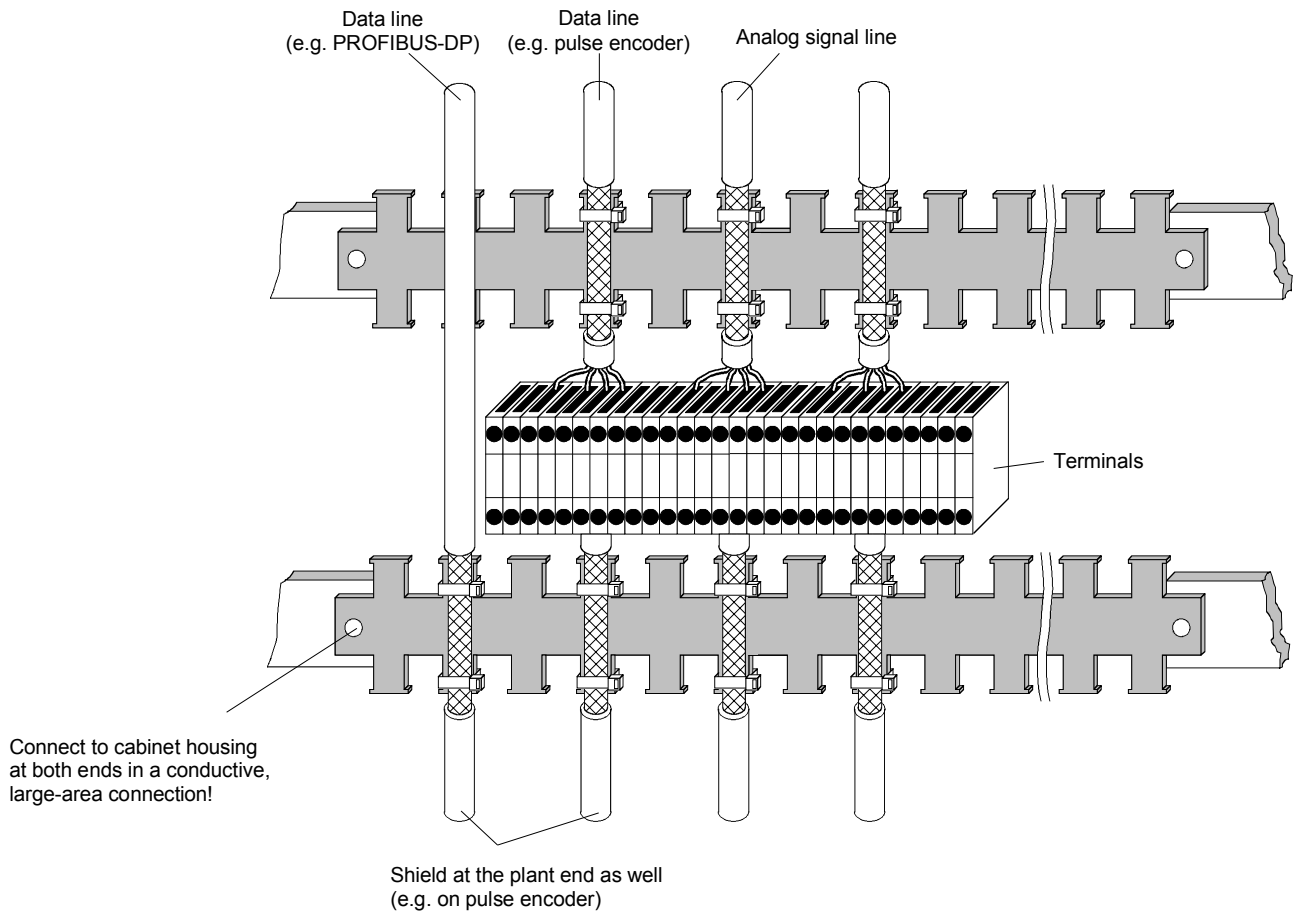 Data line
(e.g. PROFIBUS-DP)
Data line
(e.g. pulse encoder)
Analog signal line
Terminals
Connect to cabinet housing
at both ends in a conductive,
large-area connection!
Shield at the plant end as well
(e.g. on pulse encoder)